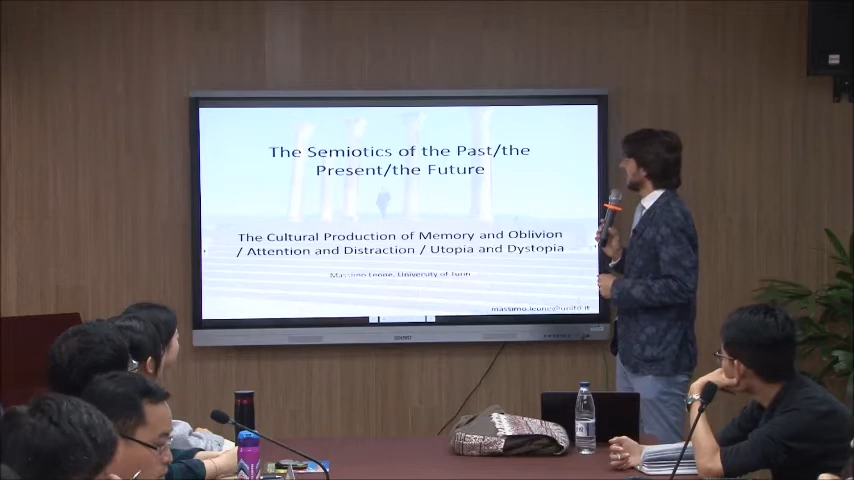 The Semiotics of the Past/the
Present/the Future
The Cultural Production of Memory and Oblivion
/Attention and Distraction / Utopia and Dystopia
Massimo Leone, University of Turin
massimo.leone@unito.it